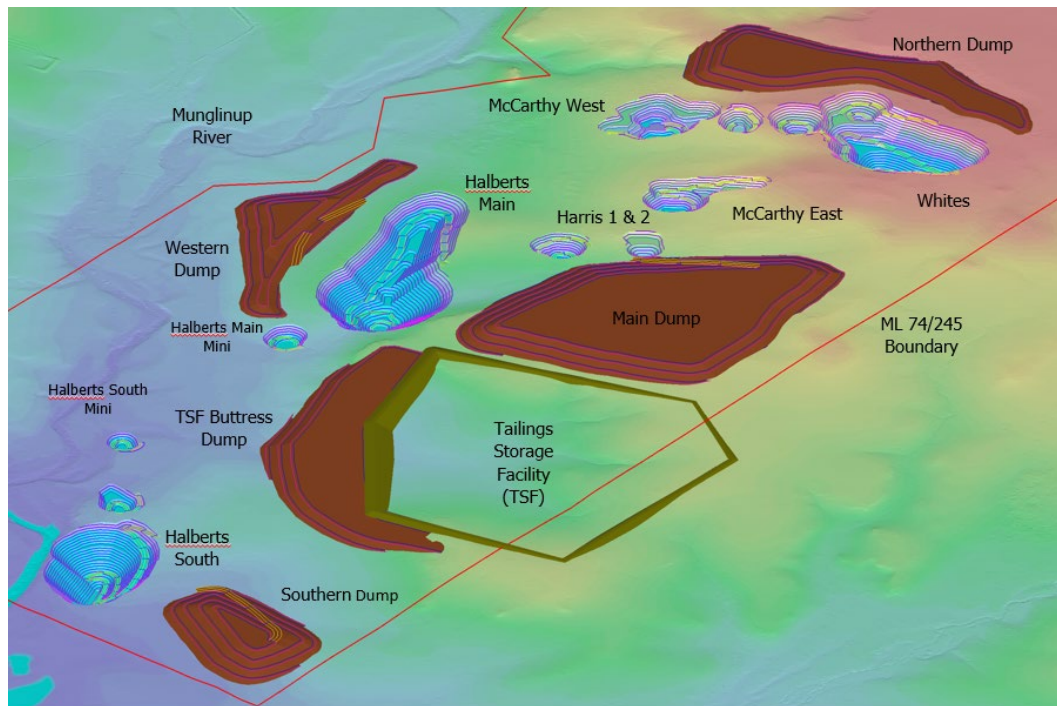 Northern Dump
McCarthy West
Munglinup
River
Halberts
Main
Whites
McCarthy East
Harris 1 & 2
Western
Dump
Main Dump
ML 74/245
Boundary
Halberts Main
Mini
Halberts South
Mini
TSF Buttress
Dump
Tailings
Storage
Facility
(TSF)
Halberts
South
Southern Dump